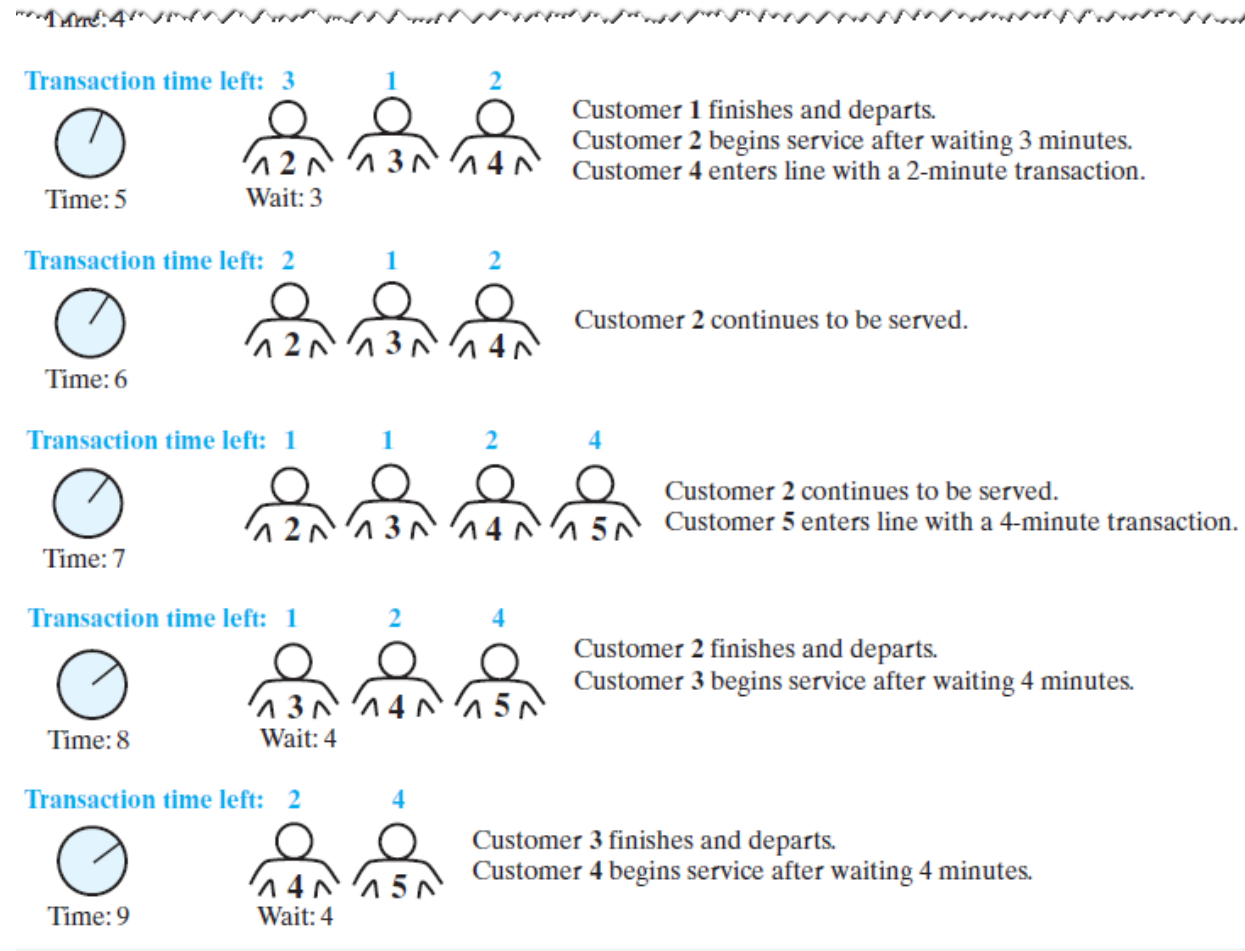 Time: 4
Transaction time left: 3 1 2
2 3 4
Time: 5
Wait: 3
Customer 1 finishes and departs.
Customer 2 begins service after waiting 3 minutes.
Customer 4 enters line with a 2-minute transaction.
Transaction time left: 2 1 2
2 3 4
Time: 6
Customer 2 continues to be served.
Transaction time left: 1 1 2 4
2 3 4 5
Time: 7
Customer 2 continues to be served.
Customer 5 enters line with a 4-minute transaction.
Transaction time left: 1 2 4
3 4 5
Time: 8
Wait: 4
Customer 2 finishes and departs.
Customer 3 begins service after waiting 4 minutes.
Transaction time left: 2 4
4 5
Time: 9
Wait: 4
Customer 3 finishes and departs.
Customer 4 begins service after waiting 4 minutes.